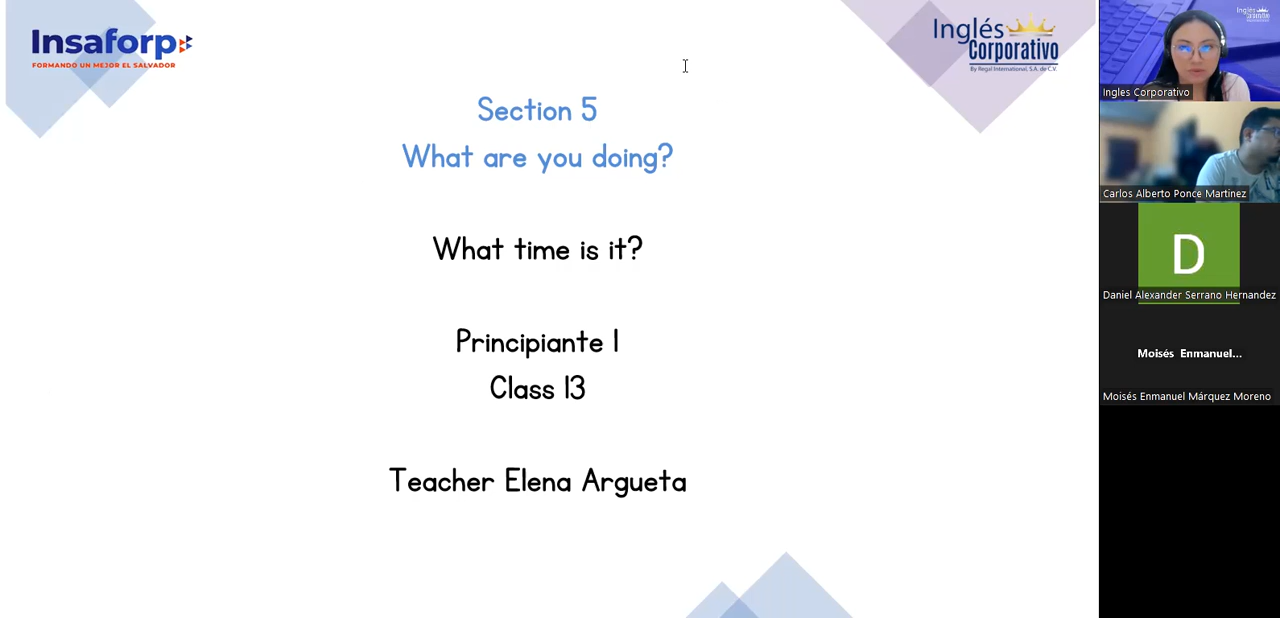 Insaforp
FORMANDO UN MEJOR EL SALVADOR
Inglés
Corporativo
By Regal International, S.A. de C.V.
Section 5
What are you doing?
What time is it?
Principiante 1
Class 13
Teacher Elena Argueta
Inglés
Ingles Corporativo
Carlos Alberto Ponce Martinez
D
Daniel Alexander Serrano Hernandez
Moisés Enmanuel...
Moisés Enmanuel Márquez Moreno